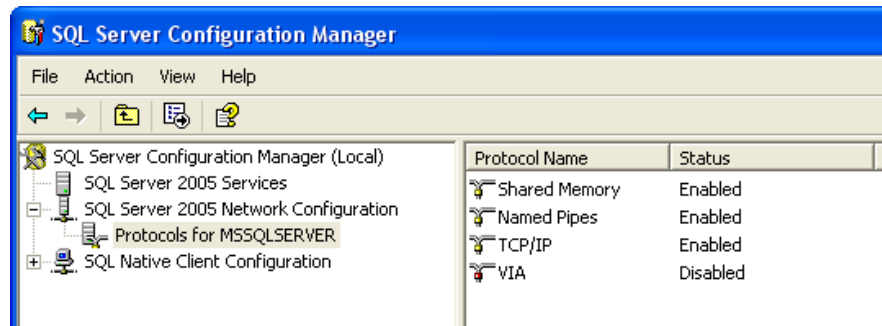 SQL Server Configuration Manager
File Action View Help
SQL Server Configuration Manager (Local)
SQL Server 2005 Services
SQL Server 2005 Network Configuration
Protocols for MSSQLSERVER
SQL Native Client Configuration
Protocol Name Status
Shared Memory Enabled
Named Pipes Enabled
TCP/IP Enabled
VIA Disabled